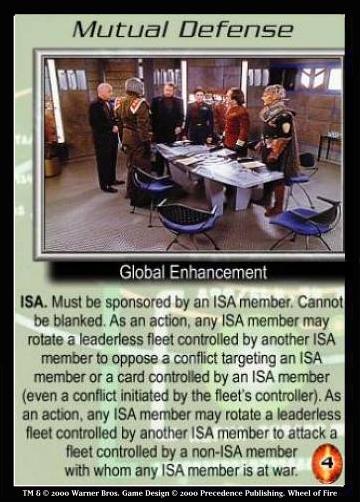 Mutual Defense
Global Enhancement
ISA. Must be sponsored by an ISA member. Cannot
be blanked. As an action, any ISA member may
rotate a leaderless fleet controlled by another ISA
member to oppose a conflict targeting an ISA
member or a card controlled by an ISA member
(even a conflict initiated by the fleet's controller). As
an action, any ISA member may rotate a leaderless
fleet controlled by another ISA member to attack a
fleet controlled by a non-ISA member
with whom any ISA member is at war.
4
TM & © 2000 Warner Bros. Game Design © 2000 Precedence Publishing. Wheel of Fire